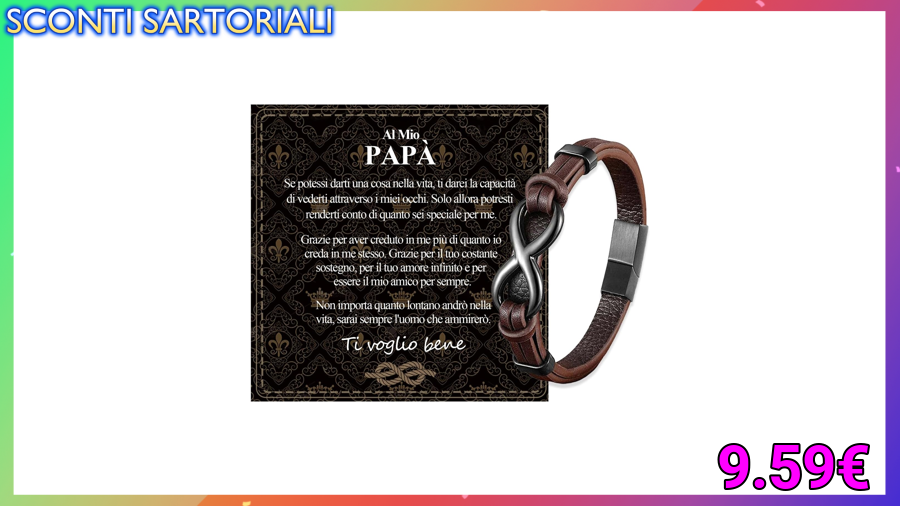 SCONTI SARTORIALI
Al Mio
PAPÀ
Se potessi darti una cosa nella vita, ti darei la capacità
di vederti attraverso i miei occhi. Solo allora potresti
renderti conto di quanto sei speciale per me.
Grazie per aver creduto in me più di quanto io
creda in me stesso. Grazie per il tuo costante
sostegno, per il tuo amore infinito e per
essere il mio amico per sempre.
Non importa quanto lontano andrò nella
vita, sarai sempre l'uomo che ammirerò.
Ti voglio bene
9.59€